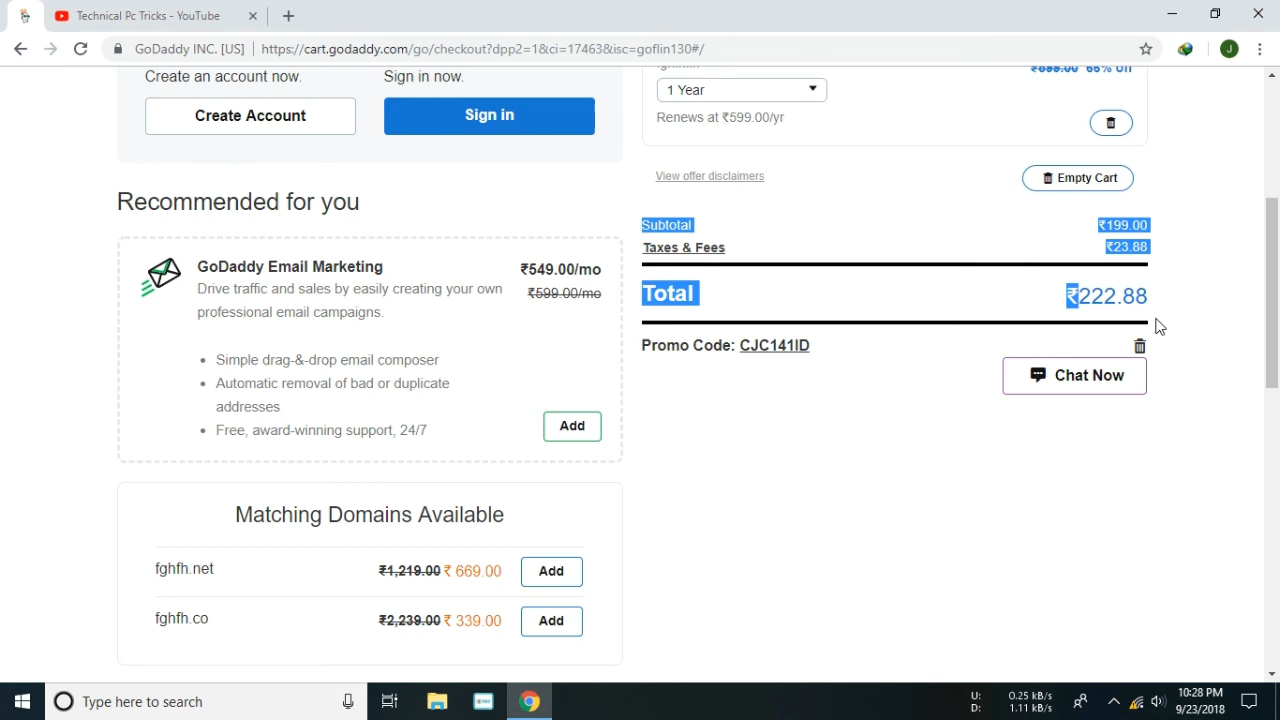 Technical Pc Tricks - YouTube
GoDaddy INC. [US]
https://cart.godaddy.com/go/checkout?dpp2=1&ci=17463&isc=goflin130#/
J
Create an account now.
Sign in now.
Create Account
Sign in
₹599.00 66% off
1 Year
Renews at ₹599.00/yr
View offer disclaimers
Empty Cart
Subtotal ₹199.00
Taxes & Fees ₹23.88
Total ₹222.88
Promo Code: CJC141ID
Chat Now
Recommended for you
GoDaddy Email Marketing ₹549.00/mo
Drive traffic and sales by easily creating your own ₹599.00/mo
professional email campaigns.
• Simple drag-&-drop email composer
• Automatic removal of bad or duplicate
addresses
• Free, award-winning support, 24/7
Add
Matching Domains Available
fghfh.net ₹1,219.00 ₹ 669.00 Add
fghfh.co ₹2,239.00 ₹ 339.00 Add
Type here to search
U: 0.25 kB/s
D: 1.11 kB/s
10:28 PM
9/23/2018